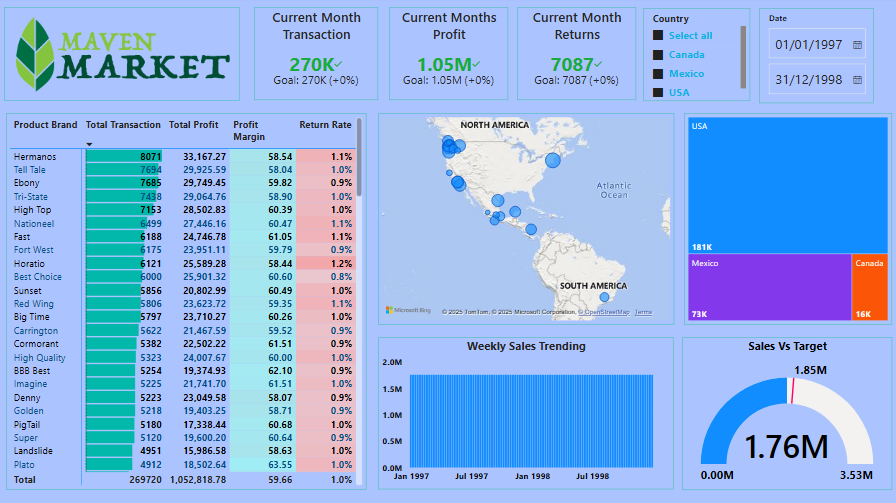 MAVEN
MARKET
Current Month
Transaction
270K✓
Goal: 270K (+0%)
Current Months
Profit
1.05M✓
Goal: 1.05M (+0%)
Current Month
Returns
7087✓
Goal: 7087 (+0%)
Country
Select all
Canada
Mexico
USA
Date
01/01/1997
31/12/1998
Product Brand Total Transaction Total Profit Profit Margin Return Rate
Hermanos 8071 33,167.27 58.54 1.1%
Tell Tale 7694 29,925.59 58.04 1.0%
Ebony 7685 29,749.45 59.82 0.9%
Tri-State 7438 29,064.76 58.90 1.0%
High Top 7153 28,502.83 60.39 1.0%
Nationeel 6499 27,446.16 60.47 1.1%
Fast 6188 24,746.78 61.05 1.1%
Fort West 6175 23,951.11 59.79 0.9%
Horatio 6121 25,589.28 58.44 1.2%
Best Choice 6000 25,901.32 60.60 0.8%
Sunset 5856 20,802.99 60.49 1.0%
Red Wing 5806 23,623.72 59.35 1.1%
Big Time 5797 23,710.27 60.26 1.0%
Carrington 5622 21,467.59 59.52 0.9%
Cormorant 5382 22,502.22 61.51 0.9%
High Quality 5323 24,007.67 60.00 1.0%
BBB Best 5254 19,374.93 62.10 0.9%
Imagine 5225 21,741.70 61.51 1.0%
Denny 5223 23,049.58 58.07 1.0%
Golden 5218 19,403.25 58.71 1.0%
PigTail 5180 17,338.44 60.68 1.0%
Super 5120 19,600.20 60.64 0.9%
Landslide 4951 15,986.58 58.63 1.0%
Plato 4912 18,502.64 63.55 1.0%
Total 269720 1,052,818.78 59.66 1.0%
NORTH AMERICA
Atlantic
Ocean
SOUTH AMERICA
Microsoft Bing
© 2025 TomTom, © 2025 Microsoft Corporation, © OpenStreetMap Terms
USA
181K
Mexico
73K
Canada
16K
Weekly Sales Trending
2.0M
1.5M
1.0M
0.5M
0.0M
Jan 1997 Jul 1997 Jan 1998 Jul 1998
Sales Vs Target
1.85M
1.76M
0.00M
3.53M